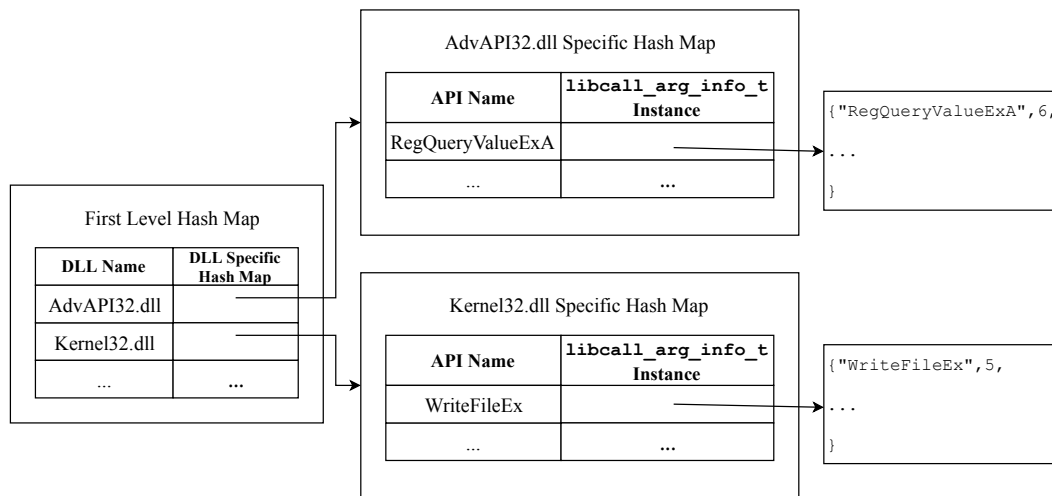 First Level Hash Map
DLL Name DLL Specific
Hash Map
AdvAPI32.dll
Kernel32.dll
... ...
AdvAPI32.dll Specific Hash Map
API Name libcall_arg_info_t
Instance
RegQueryValueExA
... ...
{"RegQueryValueExA",6,
...
}
Kernel32.dll Specific Hash Map
API Name libcall_arg_info_t
Instance
WriteFileEx
... ...
{"WriteFileEx",5,
...
}